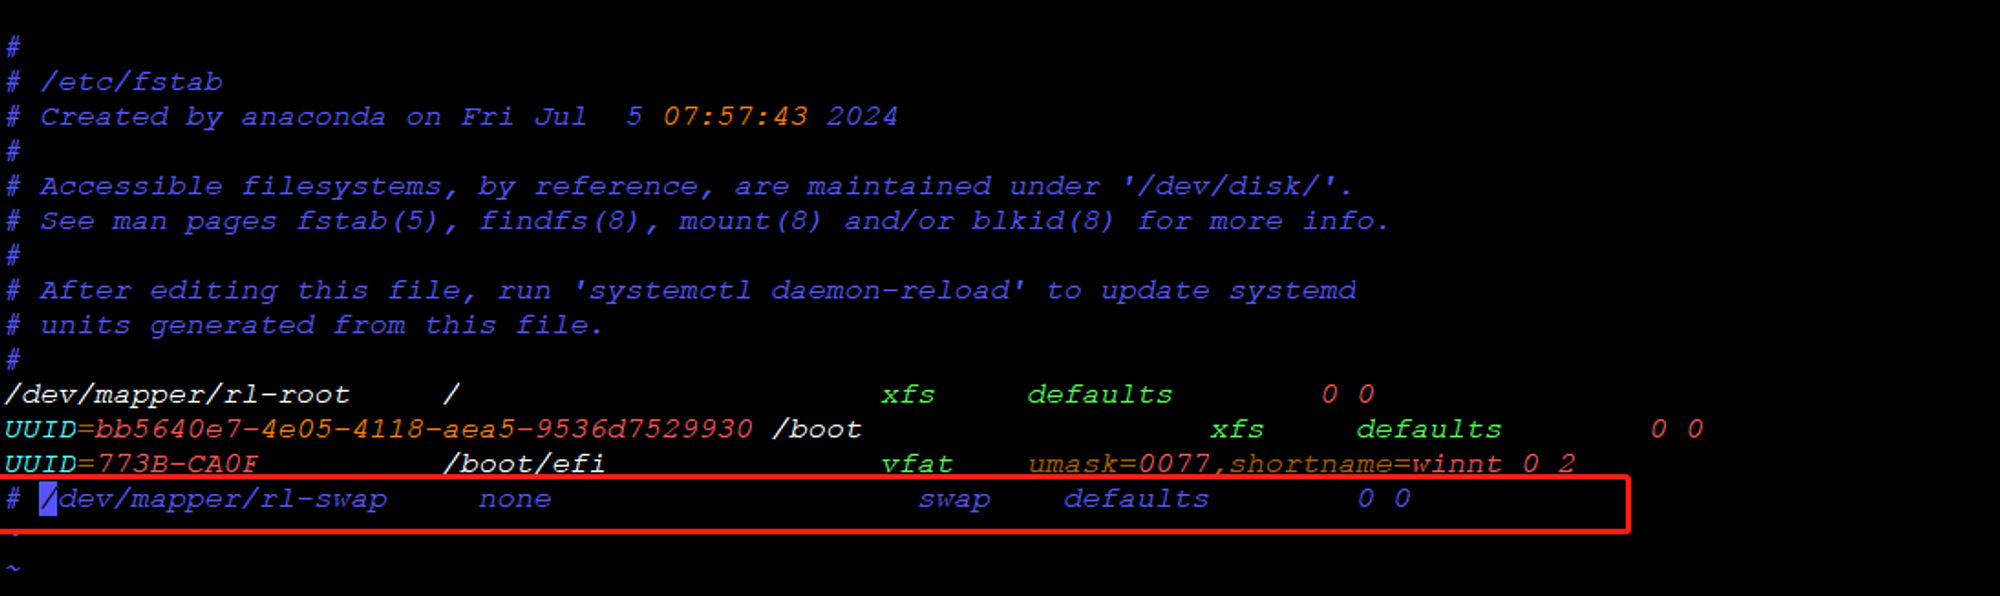 #
# /etc/fstab
# Created by anaconda on Fri Jul  5 07:57:43 2024
#
# Accessible filesystems, by reference, are maintained under '/dev/disk/'.
# See man pages fstab(5), findfs(8), mount(8) and/or blkid(8) for more info.
#
# After editing this file, run 'systemctl daemon-reload' to update systemd
# units generated from this file.
#
/dev/mapper/rl-root     /                       xfs     defaults        0 0
UUID=bb5640e7-4e05-4118-aea5-9536d7529930 /boot                   xfs     defaults        0 0
UUID=773B-CA0F          /boot/efi               vfat    umask=0077,shortname=winnt 0 2
# /dev/mapper/rl-swap     none                    swap    defaults        0 0
~
~